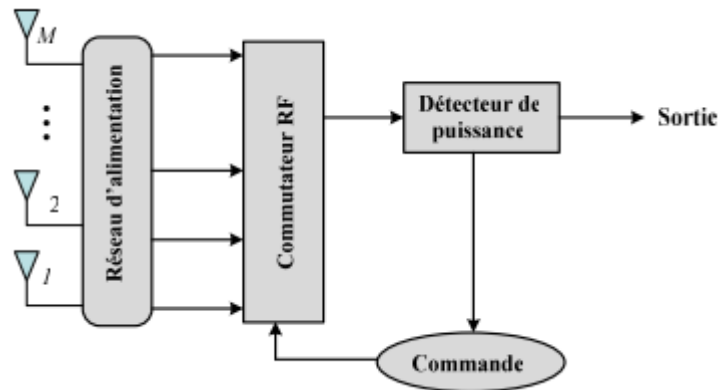 M
...
2
1
Réseau d'alimentation
Commutateur RF
Détecteur de
puissance
Sortie
Commande